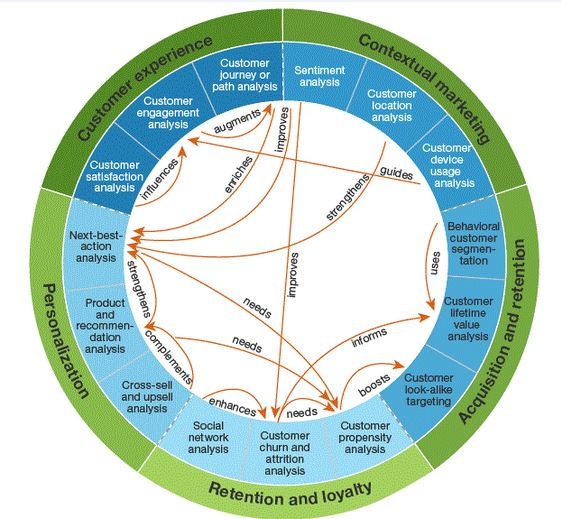 Customer experience
Contextual marketing
Acquisition and retention
Retention and loyalty
Personalization
Customer
journey or
path analysis
Sentiment
analysis
Customer
location
analysis
Customer
device
usage analysis
Behavioral
customer
segmen-
tation
Customer
lifetime
value analysis
Customer
look-alike
targeting
Customer
propensity
analysis
Customer
churn and
attrition
analysis
Social
network
analysis
Cross-sell
and upsell
analysis
Product
and
recommen-
dation
analysis
Next-best-
action
analysis
Customer
satisfaction
analysis
Customer
engagement
analysis
augments
improves
influences
enriches
strengthens
guides
uses
improves
strengthens
needs
needs
complements
informs
boosts
enhances
needs